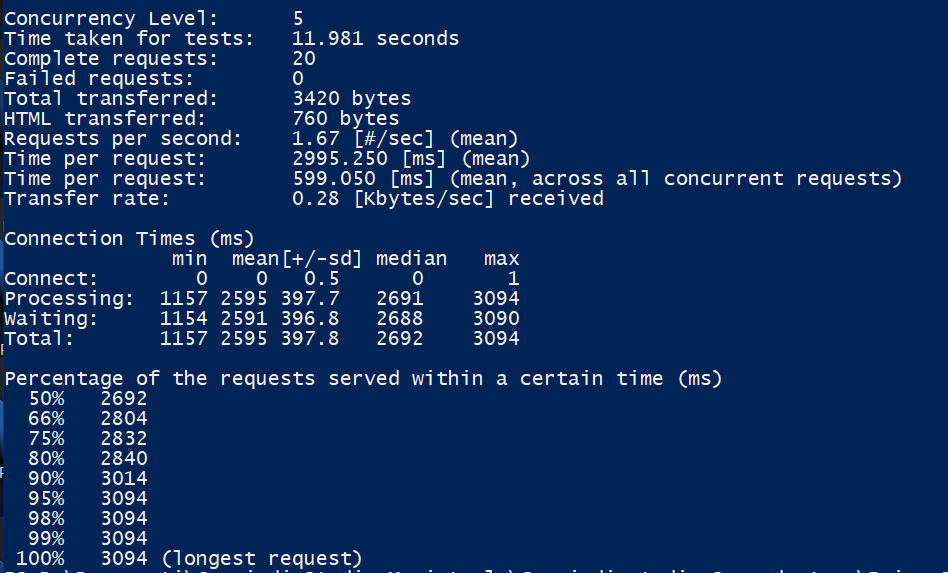 Concurrency Level:      5
Time taken for tests:   11.981 seconds
Complete requests:      20
Failed requests:        0
Total transferred:      3420 bytes
HTML transferred:       760 bytes
Requests per second:    1.67 [#/sec] (mean)
Time per request:       2995.250 [ms] (mean)
Time per request:       599.050 [ms] (mean, across all concurrent requests)
Transfer rate:          0.28 [Kbytes/sec] received

Connection Times (ms)
              min  mean[+/-sd] median   max
Connect:        0    0   0.5      0       1
Processing:  1157 2595 397.7   2691    3094
Waiting:     1154 2591 396.8   2688    3090
Total:       1157 2595 397.8   2692    3094

Percentage of the requests served within a certain time (ms)
  50%   2692
  66%   2804
  75%   2832
  80%   2840
  90%   3014
  95%   3094
  98%   3094
  99%   3094
 100%   3094 (longest request)